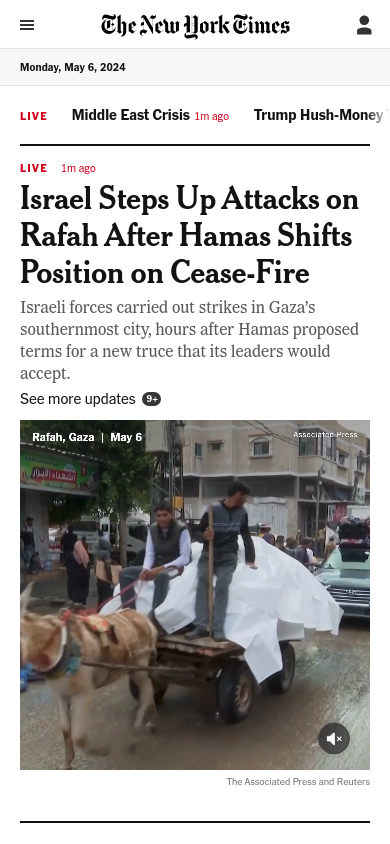 The New York Times
Monday, May 6, 2024
LIVE Middle East Crisis 1m ago Trump Hush-Money
LIVE 1m ago
Israel Steps Up Attacks on
Rafah After Hamas Shifts
Position on Cease-Fire
Israeli forces carried out strikes in Gaza’s
southernmost city, hours after Hamas proposed
terms for a new truce that its leaders would
accept.
See more updates 9+
Rafah, Gaza | May 6 Associated Press
The Associated Press and Reuters